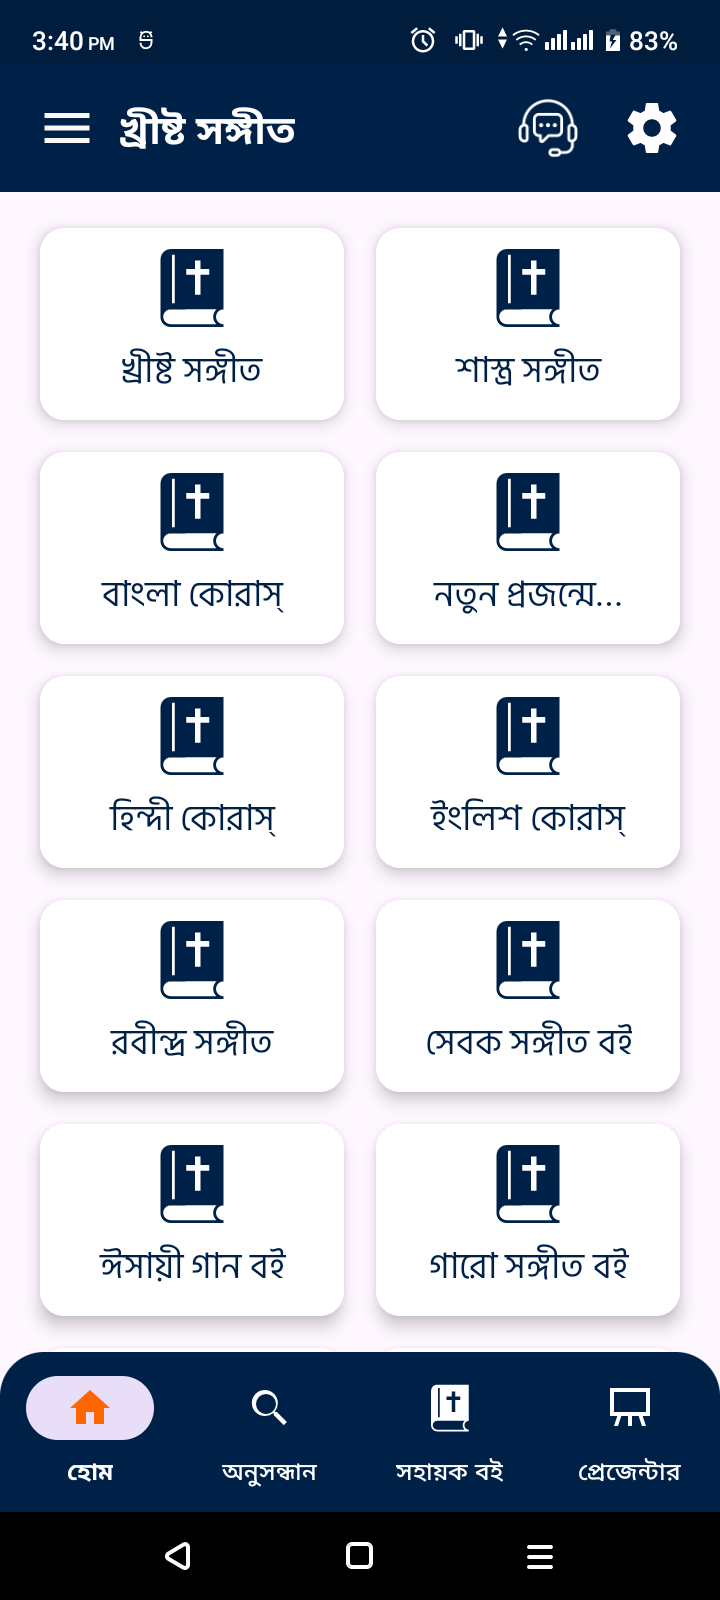 3:40 PM
83%
খ্রীষ্ট সঙ্গীত
খ্রীষ্ট সঙ্গীত
শাস্ত্র সঙ্গীত
বাংলা কোরাস্
নতুন প্রজন্মে...
হিন্দী কোরাস্
ইংলিশ কোরাস্
রবীন্দ্র সঙ্গীত
সেবক সঙ্গীত বই
ঈসায়ী গান বই
গারো সঙ্গীত বই
হোম
অনুসন্ধান
সহায়ক বই
প্রেজেন্টার